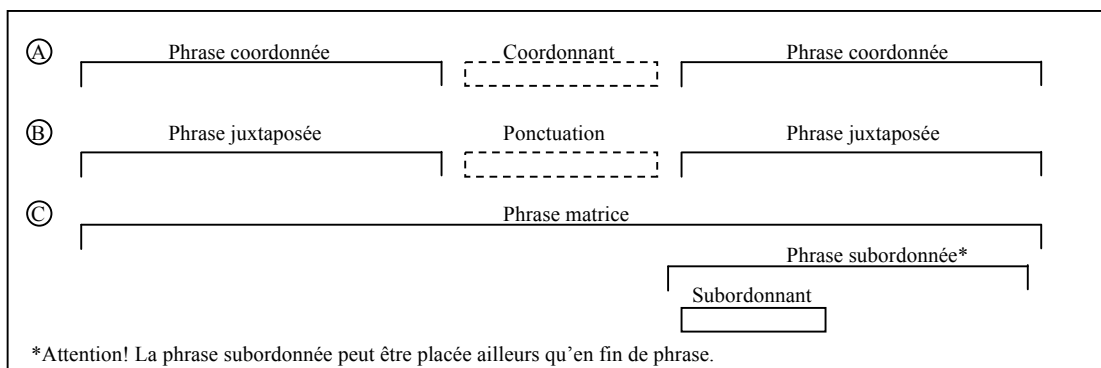 Ⓐ Phrase coordonnée Coordonnant Phrase coordonnée
Ⓑ Phrase juxtaposée Ponctuation Phrase juxtaposée
Ⓒ Phrase matrice
Phrase subordonnée*
Subordonnant
*Attention! La phrase subordonnée peut être placée ailleurs qu’en fin de phrase.